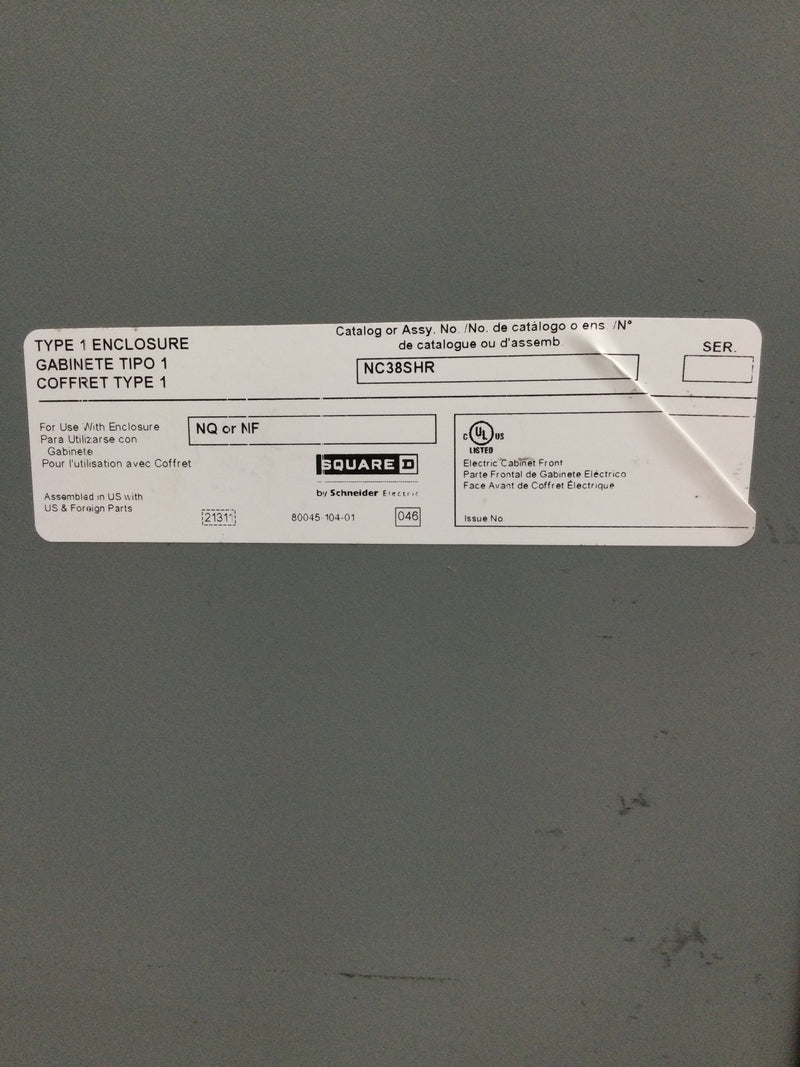 TYPE 1 ENCLOSURE
GABINETE TIPO 1
COFFRET TYPE 1
Catalog or Assy. No. /No. de catálogo o ens /N°
de catalogue ou d'assemb.
NC38SHR
SER.
For Use With Enclosure
Para Utilizarse con
Gabinete
Pour l'utilisation avec Coffret
NQ or NF
SQUARE D
by Schneider Electric
Assembled in US with
US & Foreign Parts
80045 104-01
046
C UL US
LISTED
Electric Cabinet Front
Parte Frontal de Gabinete Eléctrico
Face Avant de Coffret Électrique
Issue No